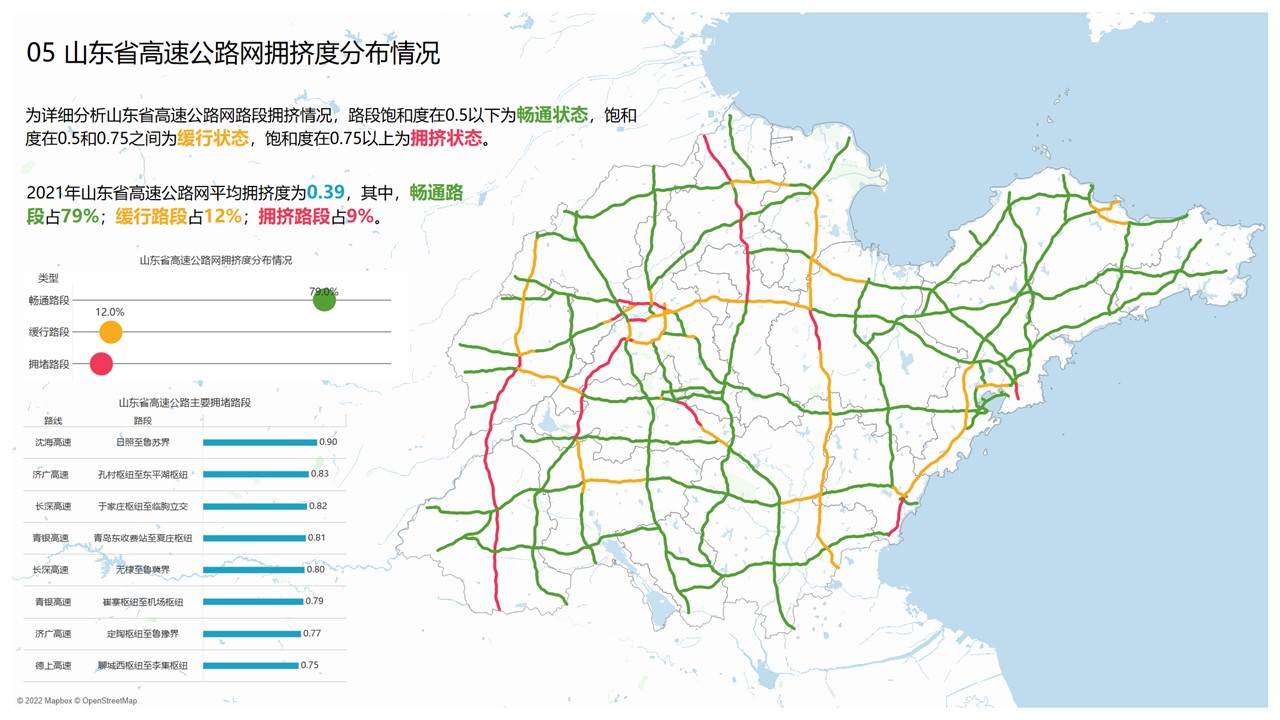 05 山东省高速公路网拥挤度分布情况
为详细分析山东省高速公路网路段拥挤情况，路段饱和度在0.5以下为畅通状态，饱和
度在0.5和0.75之间为缓行状态，饱和度在0.75以上为拥挤状态。
2021年山东省高速公路网平均拥挤度为0.39，其中，畅通路
段占79%；缓行路段占12%；拥挤路段占9%。
山东省高速公路网拥挤度分布情况
类型
畅通路段 79.0%
缓行路段 12.0%
拥堵路段
山东省高速公路主要拥堵路段
路线 路段
沈海高速 日照至鲁苏界 0.90
济广高速 孔村枢纽至东平湖枢纽 0.83
长深高速 于家庄枢纽至临朐立交 0.82
青银高速 青岛东收费站至夏庄枢纽 0.81
长深高速 无棣至鲁冀界 0.80
青银高速 崔寨枢纽至机场枢纽 0.79
济广高速 定陶枢纽至鲁豫界 0.77
德上高速 聊城西枢纽至李集枢纽 0.75
© 2022 Mapbox © OpenStreetMap